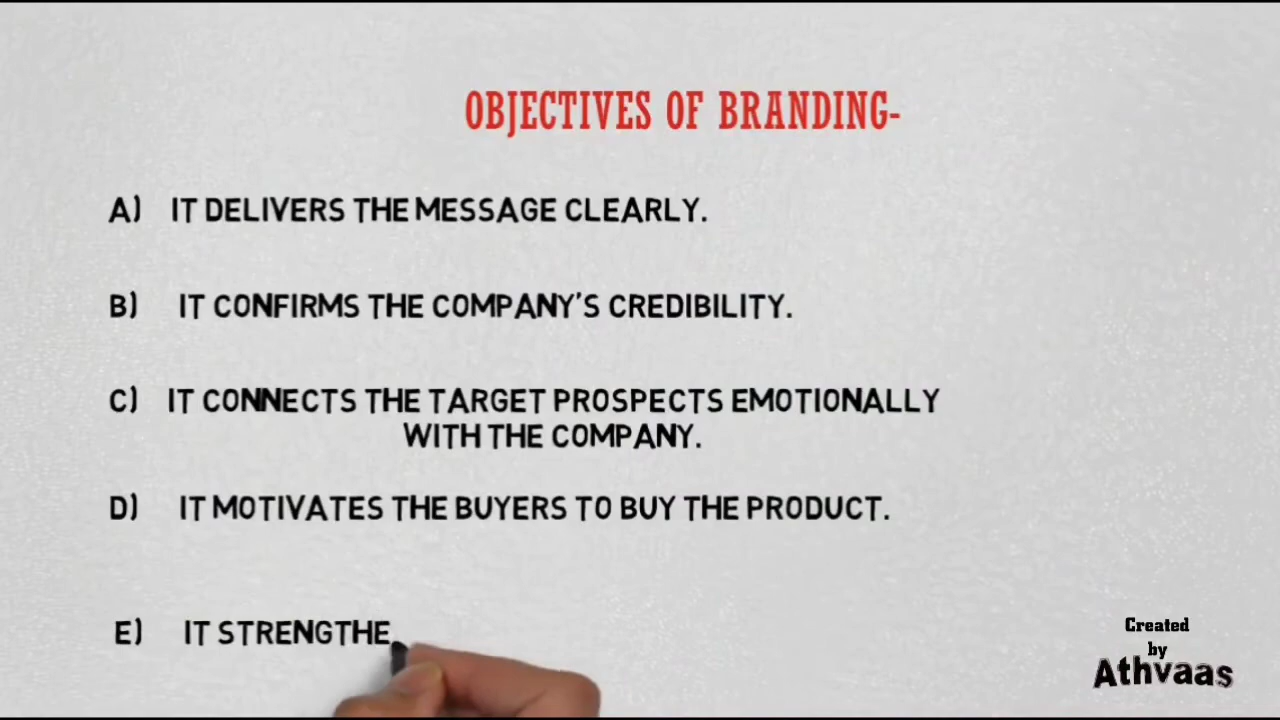 OBJECTIVES OF BRANDING-
A) IT DELIVERS THE MESSAGE CLEARLY.
B) IT CONFIRMS THE COMPANY'S CREDIBILITY.
C) IT CONNECTS THE TARGET PROSPECTS EMOTIONALLY
WITH THE COMPANY.
D) IT MOTIVATES THE BUYERS TO BUY THE PRODUCT.
E) IT STRENGTHE
Created
by
Athvaas